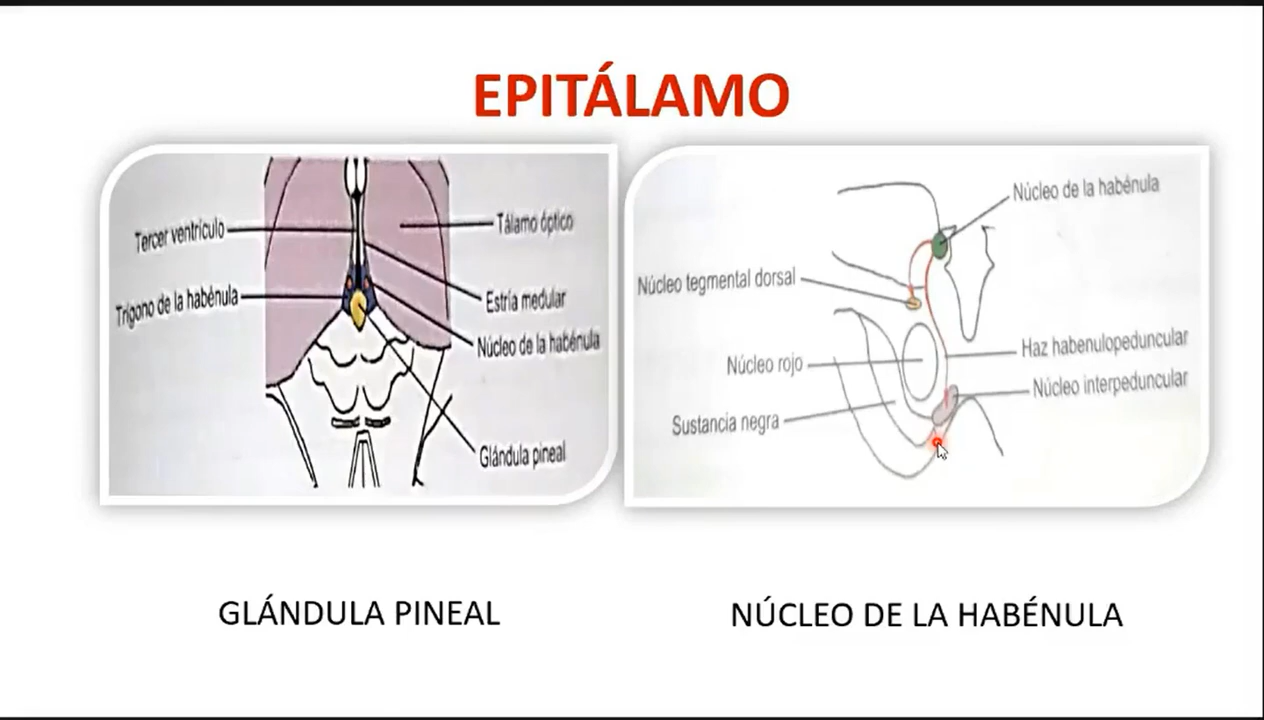 EPITÁLAMO
Tercer ventrículo
Trígono de la habénula
Tálamo óptico
Estría medular
Núcleo de la habénula
Glándula pineal
Núcleo de la habénula
Núcleo tegmental dorsal
Núcleo rojo
Sustancia negra
Haz habenulopeduncular
Núcleo interpeduncular
GLÁNDULA PINEAL
NÚCLEO DE LA HABÉNULA